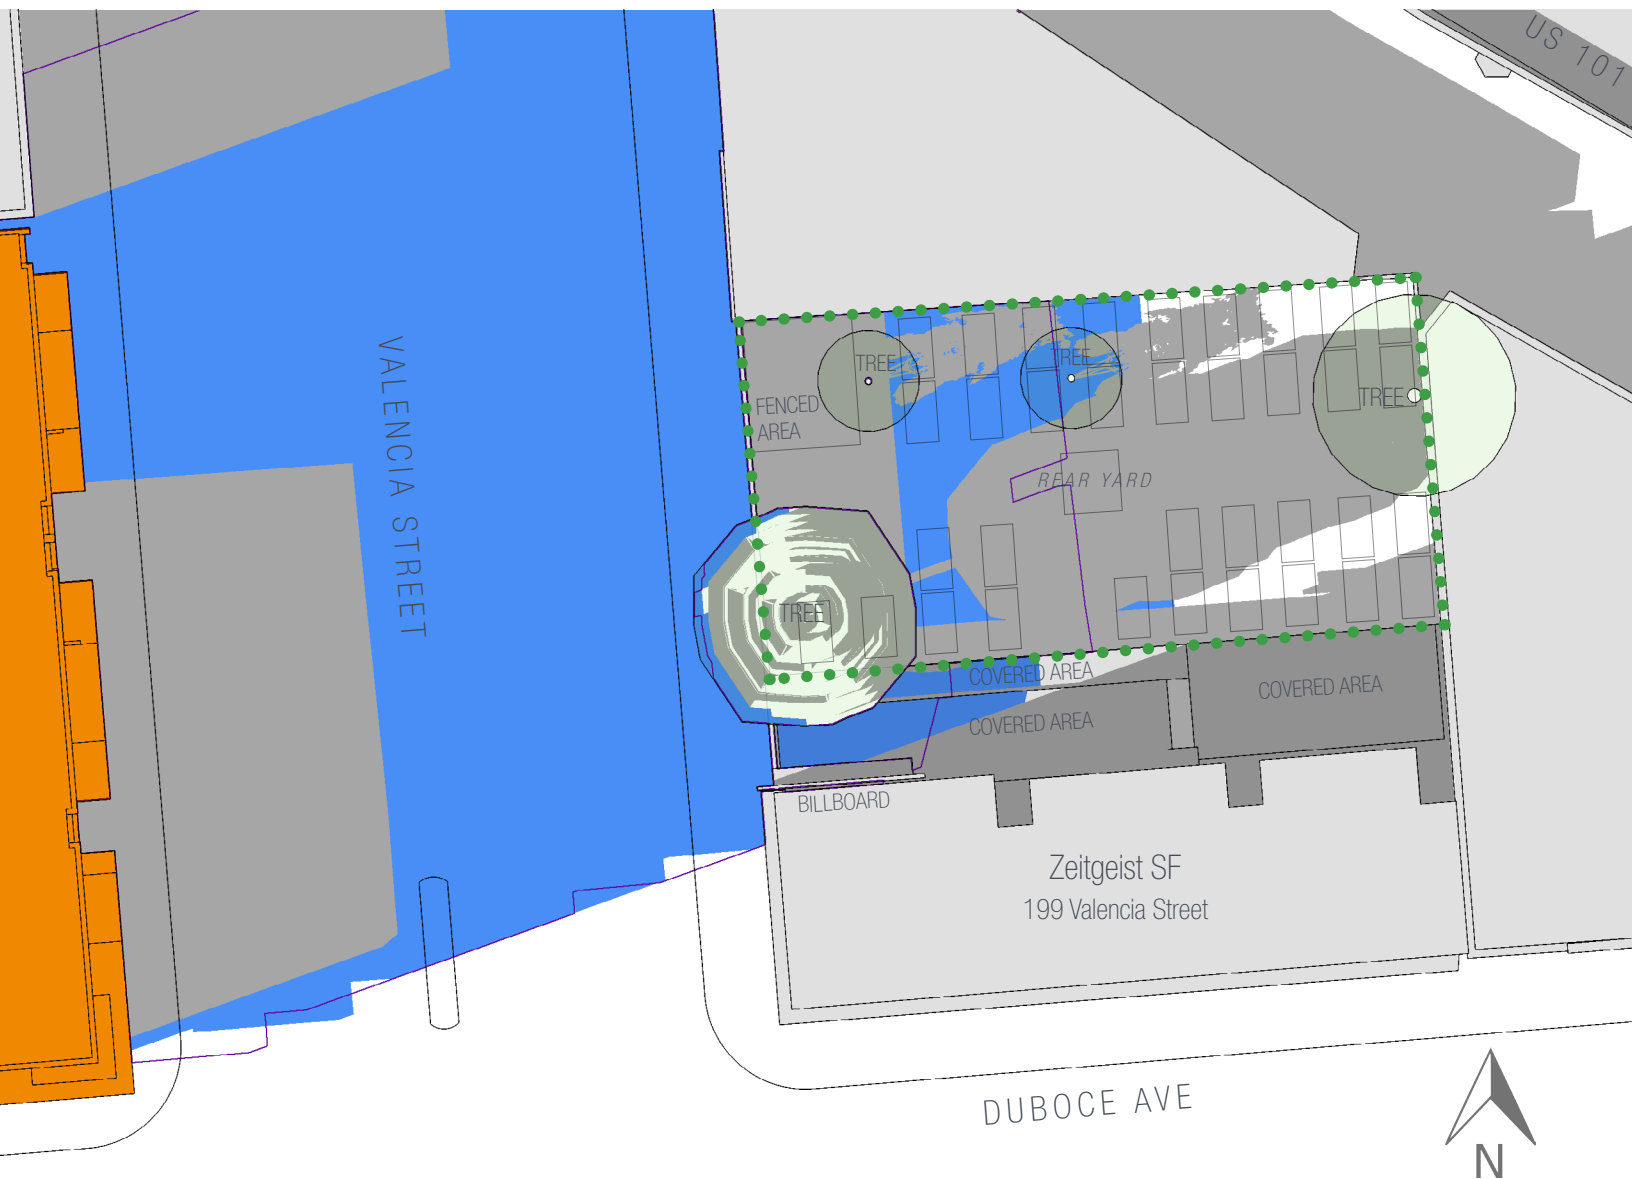 US 101
VALENCIA STREET
TREE
TREE
TREE
FENCED
AREA
REAR YARD
TREE
COVERED AREA
COVERED AREA
COVERED AREA
BILLBOARD
Zeitgeist SF
199 Valencia Street
DUBOCE AVE
N